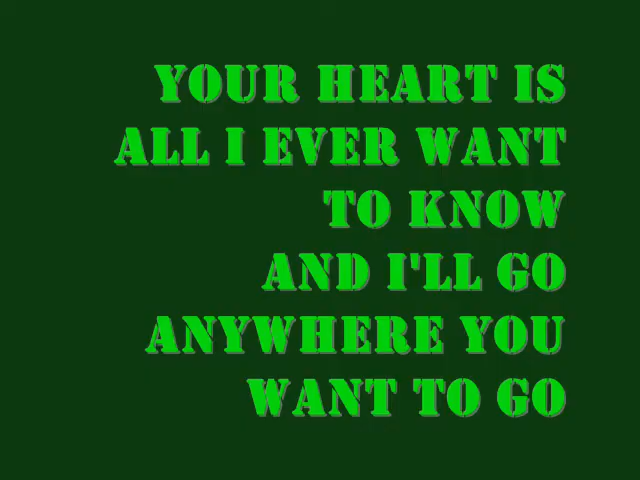 YOUR HEART IS
ALL I EVER WANT
TO KNOW
AND I'LL GO
ANYWHERE YOU
WANT TO GO